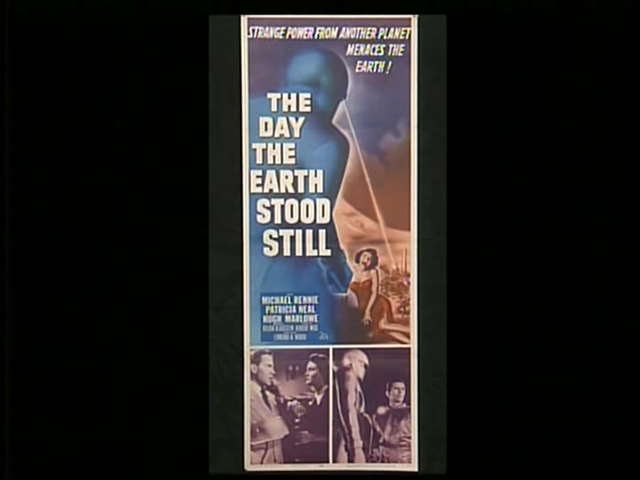 STRANGE POWER FROM ANOTHER PLANET
MENACES THE
EARTH!
THE
DAY
THE
EARTH
STOOD
STILL
MICHAEL RENNIE
PATRICIA NEAL
HUGH MARLOWE